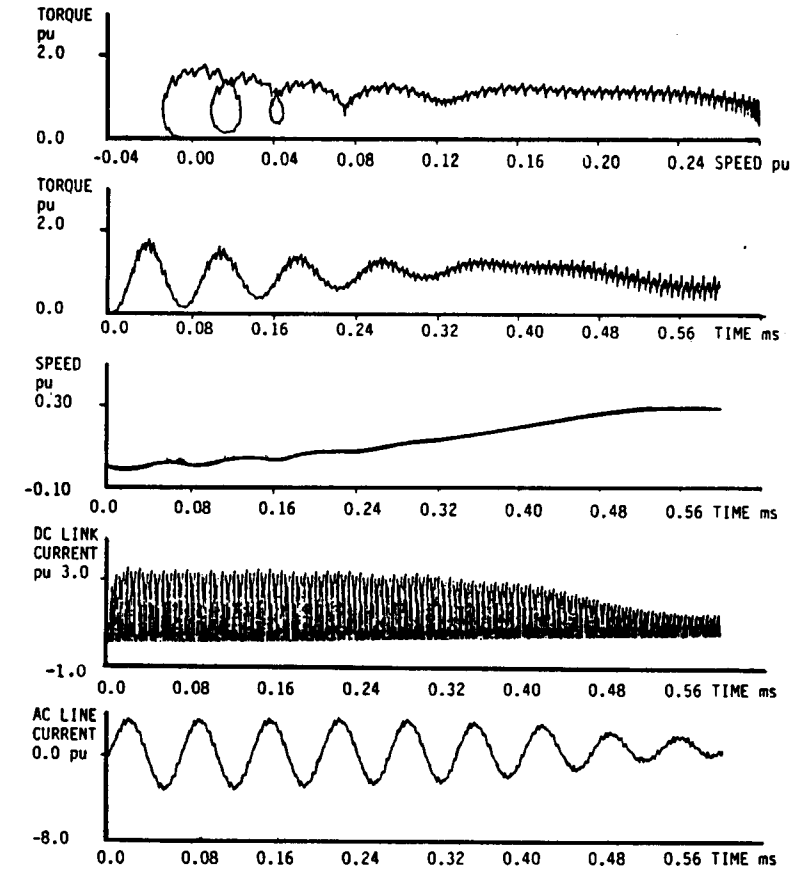 TORQUE
pu
2.0
0.0
-0.04 0.00 0.04 0.08 0.12 0.16 0.20 0.24 SPEED pu
TORQUE
pu
2.0
0.0
0.0 0.08 0.16 0.24 0.32 0.40 0.48 0.56 TIME ms
SPEED
pu
0.30
-0.10
0.0 0.08 0.16 0.24 0.32 0.40 0.48 0.56 TIME ms
DC LINK
CURRENT
pu 3.0
-1.0
0.0 0.08 0.16 0.24 0.32 0.40 0.48 0.56 TIME ms
AC LINE
CURRENT
0.0 pu
-8.0
0.0 0.08 0.16 0.24 0.32 0.40 0.48 0.56 TIME ms